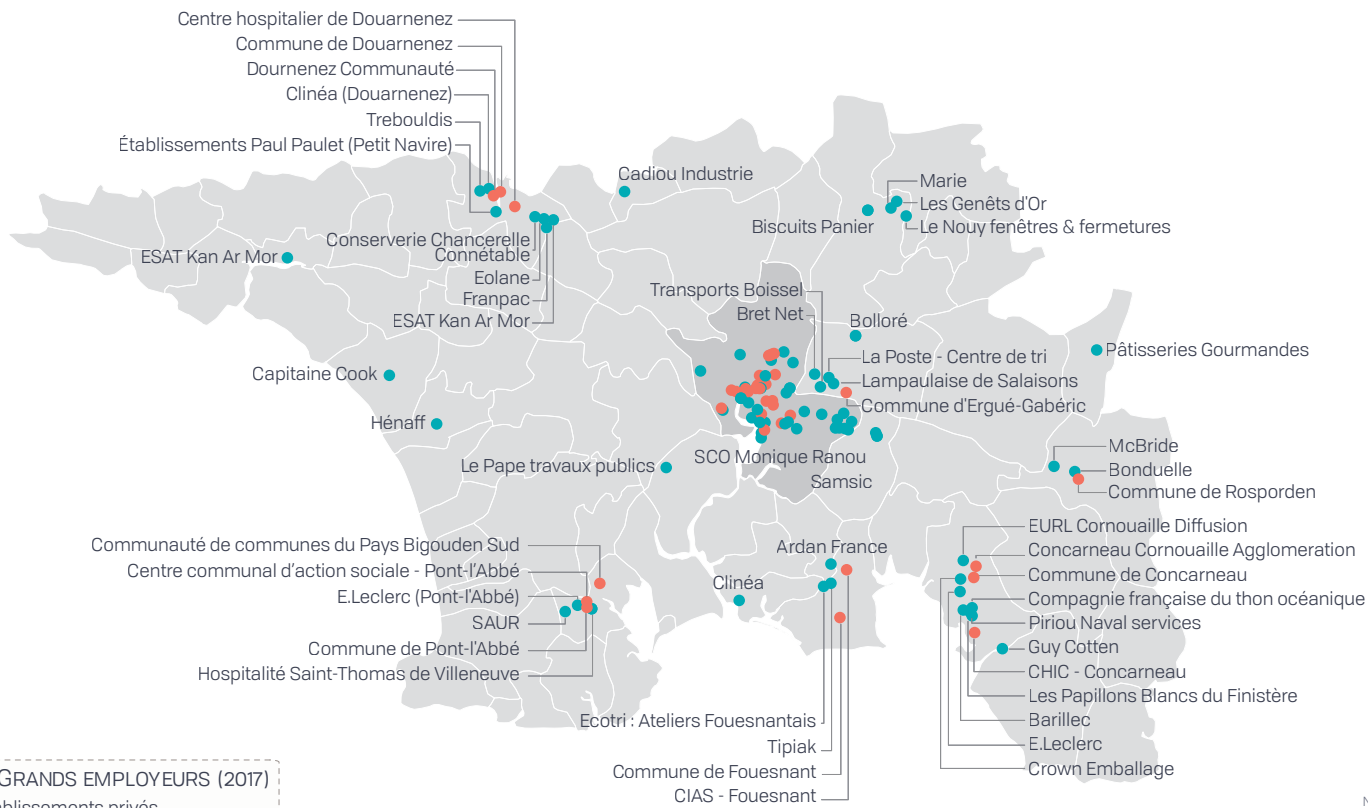 Centre hospitalier de Douarnenez
Commune de Douarnenez
Dournenez Communauté
Clinéa (Douarnenez)
Trebouldis
Établissements Paul Paulet (Petit Navire)
Cadiou Industrie
Marie
Les Genêts d'Or
Biscuits Panier
Le Nouy fenêtres & fermetures
Conserverie Chancerelle
Connétable
ESAT Kan Ar Mor
Eolane
Franpac
ESAT Kan Ar Mor
Transports Boissel
Bret Net
Bolloré
La Poste - Centre de tri
Pâtisseries Gourmandes
Capitaine Cook
Lampaulaise de Salaisons
Commune d'Ergué-Gabéric
Hénaff
McBride
SCO Monique Ranou
Le Pape travaux publics
Bonduelle
Samsic
Commune de Rosporden
EURL Cornouaille Diffusion
Communauté de communes du Pays Bigouden Sud
Ardan France
Concarneau Cornouaille Agglomeration
Centre communal d'action sociale - Pont-l'Abbé
Clinéa
Commune de Concarneau
E.Leclerc (Pont-l'Abbé)
Compagnie française du thon océanique
SAUR
Piriou Naval services
Commune de Pont-l'Abbé
Guy Cotten
Hospitalité Saint-Thomas de Villeneuve
CHIC - Concarneau
Les Papillons Blancs du Finistère
Ecotri : Ateliers Fouesnantais
Barillec
Tipiak
E.Leclerc
Commune de Fouesnant
Crown Emballage
CIAS - Fouesnant
GRANDS EMPLOYEURS (2017)